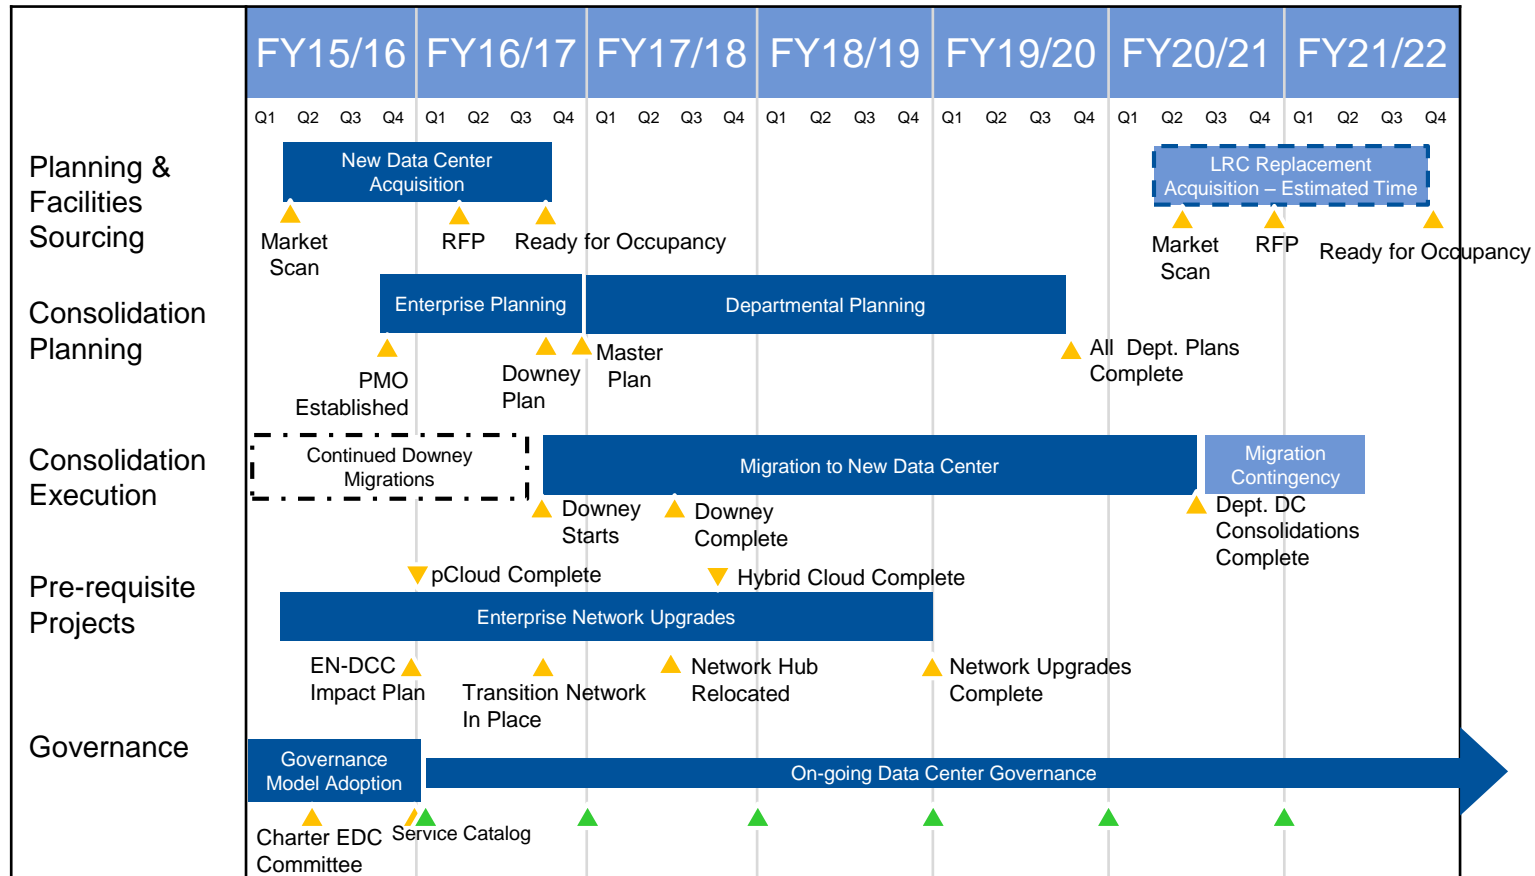 FY15/16 FY16/17 FY17/18 FY18/19 FY19/20 FY20/21 FY21/22
Q1 Q2 Q3 Q4 Q1 Q2 Q3 Q4 Q1 Q2 Q3 Q4 Q1 Q2 Q3 Q4 Q1 Q2 Q3 Q4 Q1 Q2 Q3 Q4 Q1 Q2 Q3 Q4
Planning &
Facilities
Sourcing
New Data Center
Acquisition
LRC Replacement
Acquisition – Estimated Time
Market
Scan
RFP
Ready for Occupancy
Market
Scan
RFP
Ready for Occupancy
Consolidation
Planning
Enterprise Planning
Departmental Planning
PMO
Established
Downey
Plan
Master
Plan
All Dept. Plans
Complete
Consolidation
Execution
Continued Downey
Migrations
Migration to New Data Center
Migration
Contingency
Downey
Starts
Downey
Complete
Dept. DC
Consolidations
Complete
Pre-requisite
Projects
pCloud Complete
Hybrid Cloud Complete
Enterprise Network Upgrades
EN-DCC
Impact Plan
Transition Network
In Place
Network Hub
Relocated
Network Upgrades
Complete
Governance
Governance
Model Adoption
On-going Data Center Governance
Charter EDC
Committee
Service Catalog